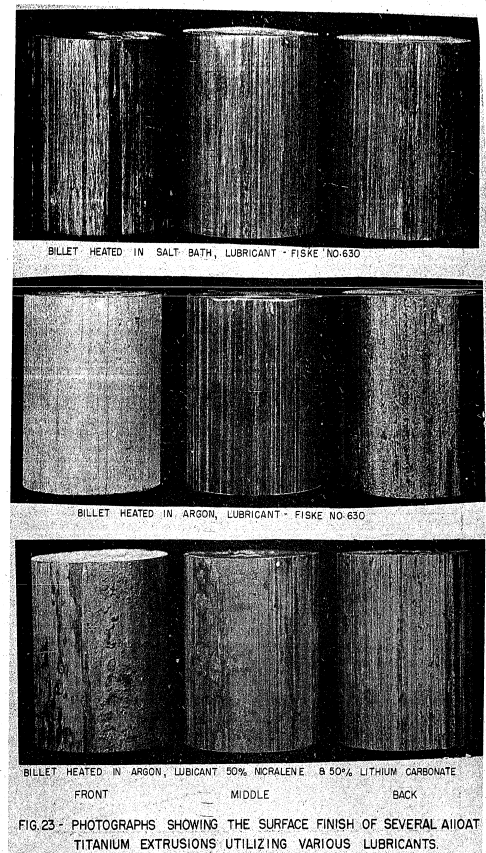 BILLET HEATED IN SALT BATH, LUBRICANT - FISKE NO.630
BILLET HEATED IN ARGON, LUBRICANT - FISKE NO.630
BILLET HEATED IN ARGON, LUBICANT 50% NICRALENE & 50% LITHIUM CARBONATE
FRONT MIDDLE BACK
FIG.23 - PHOTOGRAPHS SHOWING THE SURFACE FINISH OF SEVERAL A110AT
TITANIUM EXTRUSIONS UTILIZING VARIOUS LUBRICANTS.